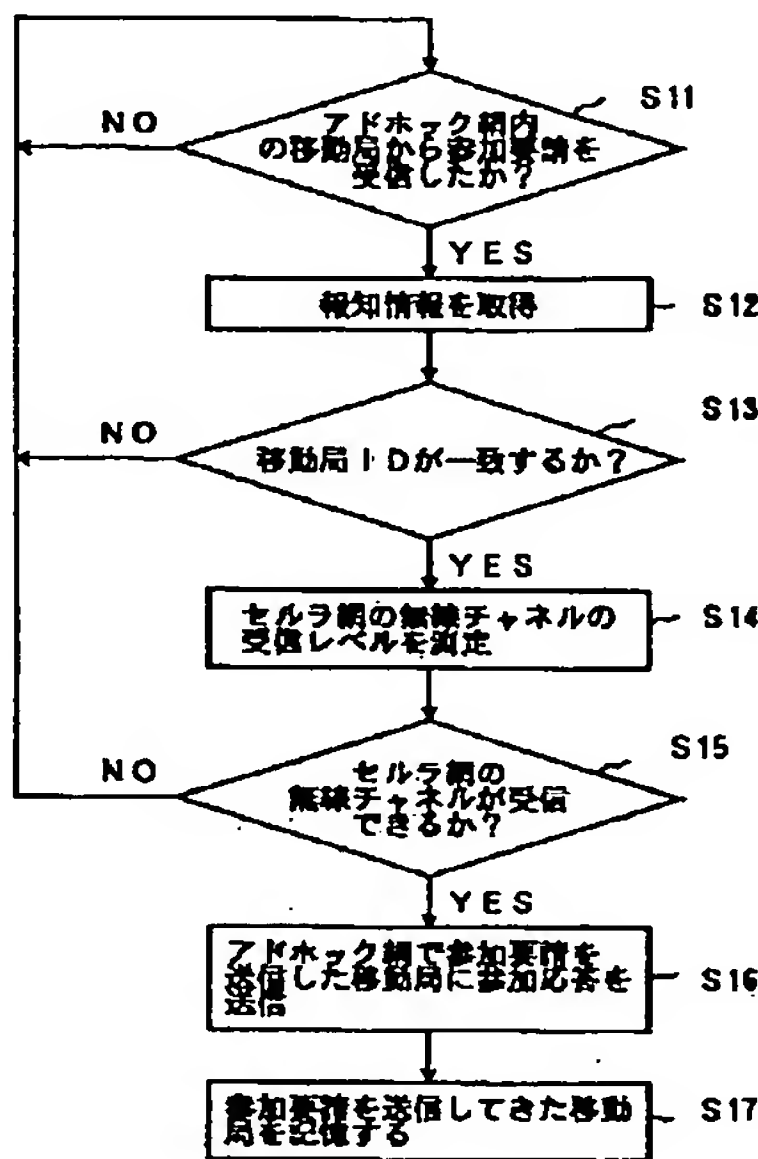 アドホック網内
の移動局から参加要請を
受信したか？
S11
NO
YES
報知情報を取得
S12
移動局IDが一致するか？
S13
NO
YES
セルラ網の無線チャネルの
受信レベルを測定
S14
セルラ網の
無線チャネルが受信
できるか？
S15
NO
YES
アドホック網で参加要請を
送信した移動局に参加応答を
送信
S16
参加要請を送信してきた移動
局を記憶する
S17